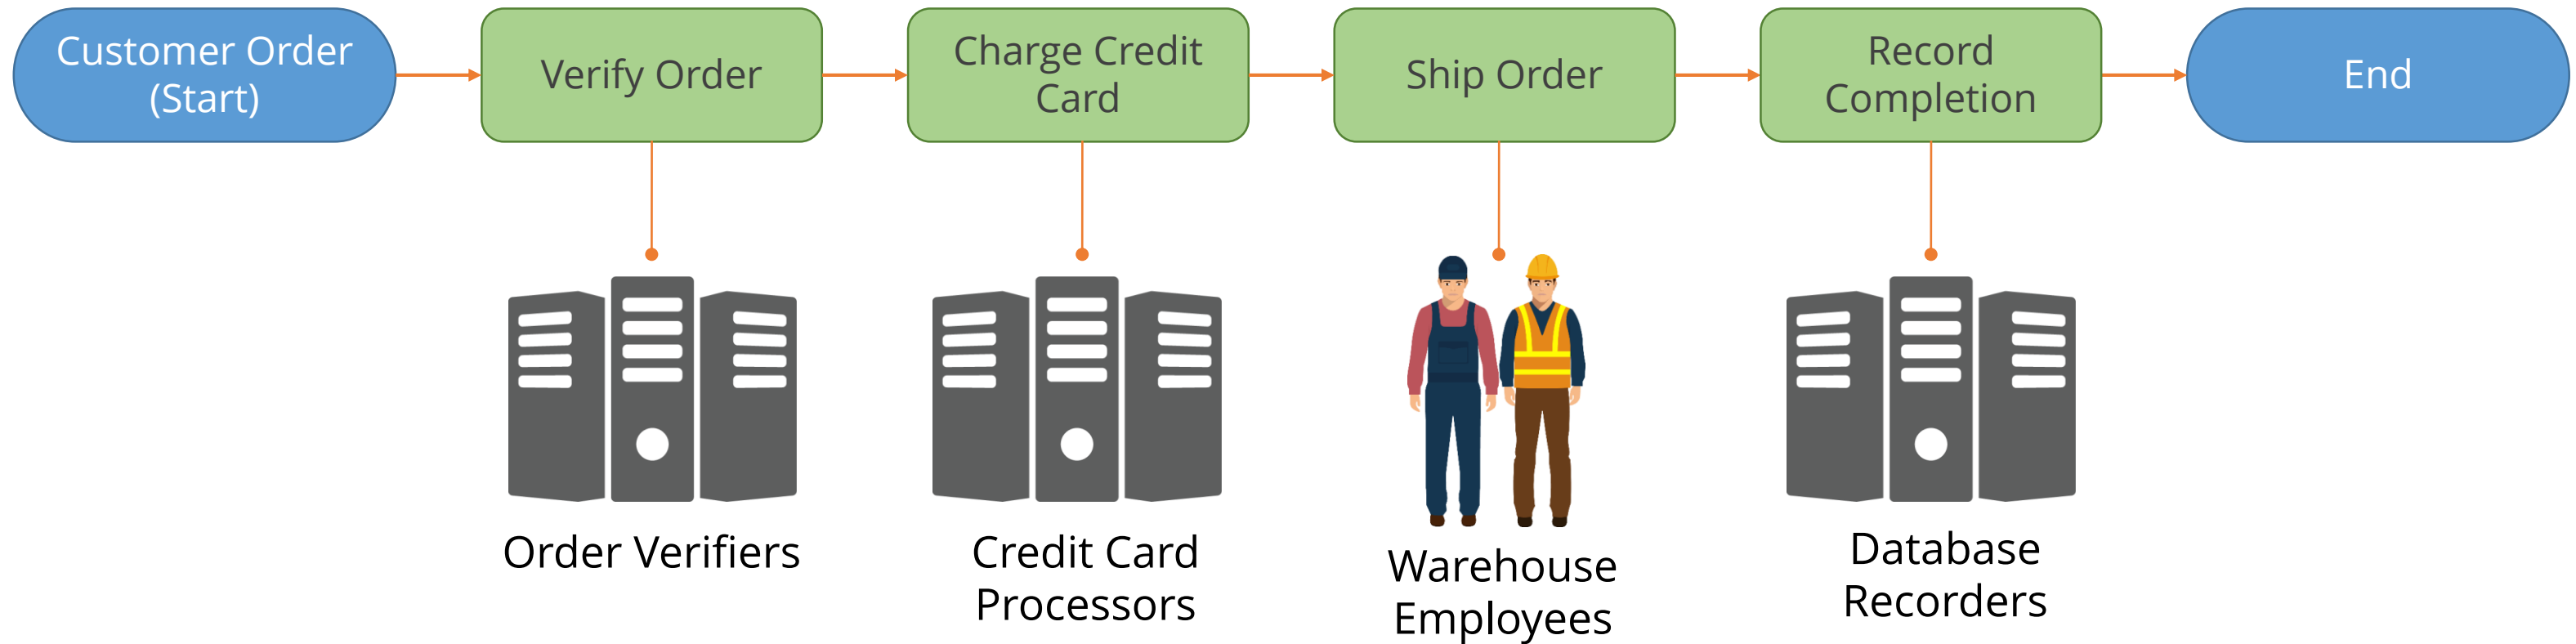 Customer Order
(Start)
Verify Order
Charge Credit
Card
Ship Order
Record
Completion
End
Order Verifiers
Credit Card
Processors
Warehouse
Employees
Database
Recorders